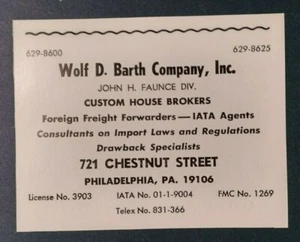 629-8600 629-8625
Wolf D. Barth Company, Inc.
JOHN H. FAUNCE DIV.
CUSTOM HOUSE BROKERS
Foreign Freight Forwarders — IATA Agents
Consultants on Import Laws and Regulations
Drawback Specialists
721 CHESTNUT STREET
PHILADELPHIA, PA. 19106
License No. 3903 IATA No. 01-1-9004 FMC No. 1269
Telex No. 831-366